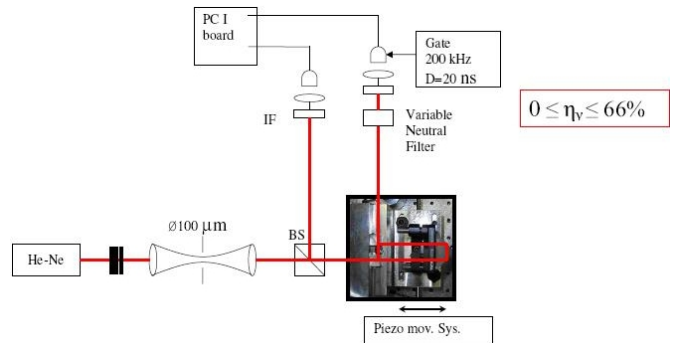 PC I
board
Gate
200 kHz
D=20 ns
0 ≤ ηᵥ ≤ 66%
IF
Variable
Neutral
Filter
Ø100 μm
BS
He-Ne
Piezo mov. Sys.